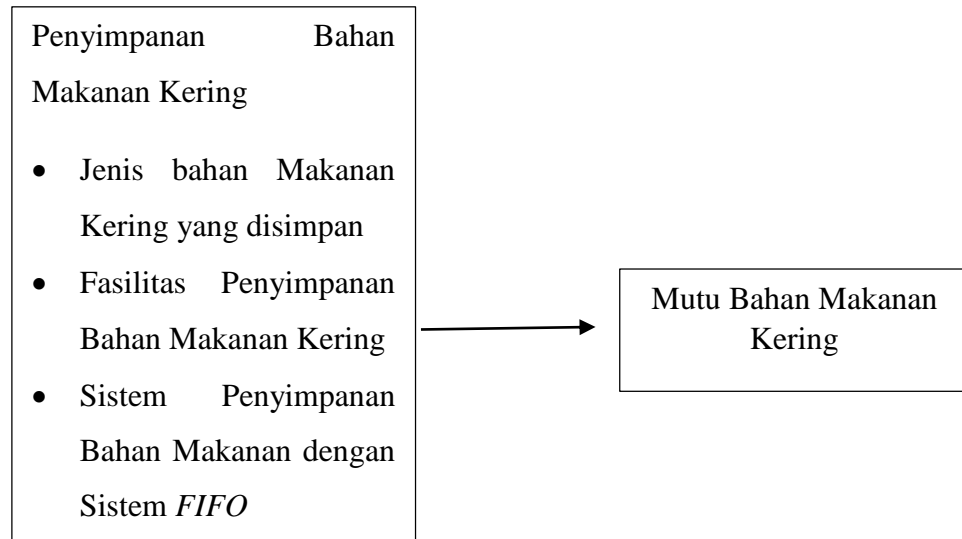 Penyimpanan Bahan
Makanan Kering
• Jenis bahan Makanan
Kering yang disimpan
• Fasilitas Penyimpanan
Bahan Makanan Kering
• Sistem Penyimpanan
Bahan Makanan dengan
Sistem FIFO
Mutu Bahan Makanan
Kering